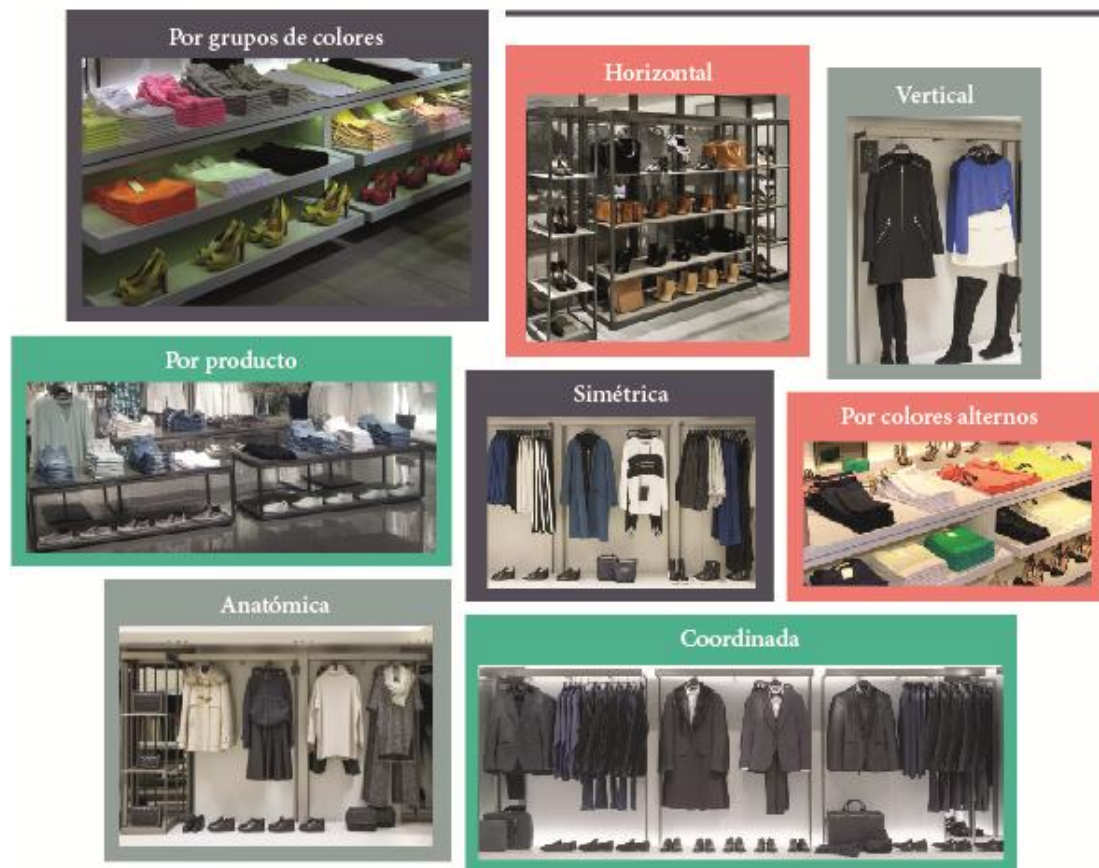 Por grupos de colores
Horizontal
Vertical
Por producto
Simétrica
Por colores alternos
Anatómica
Coordinada